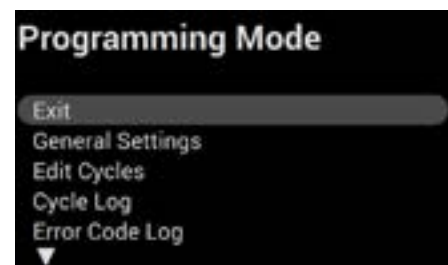 Programming Mode
Exit
General Settings
Edit Cycles
Cycle Log
Error Code Log